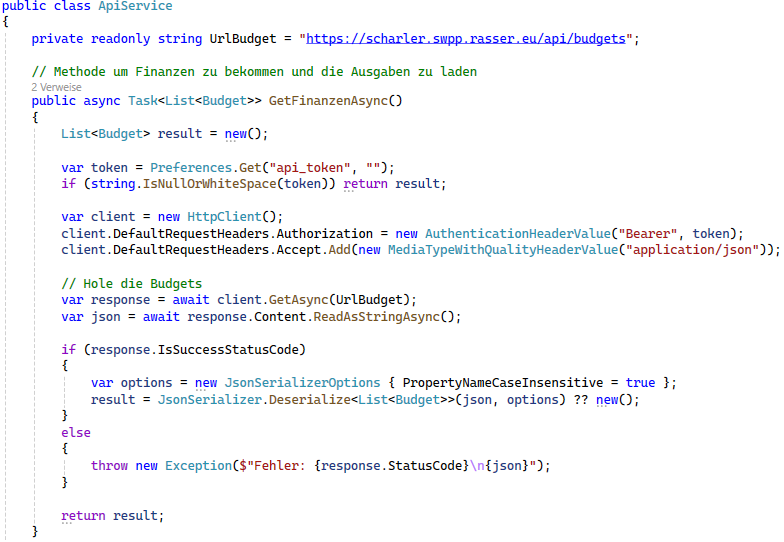 public class ApiService
{
private readonly string UrlBudget = "https://scharler.swpp.rasser.eu/api/budgets";
// Methode um Finanzen zu bekommen und die Ausgaben zu laden
2 Verweise
public async Task<List<Budget>> GetFinanzenAsync()
{
List<Budget> result = new();
var token = Preferences.Get("api_token", "");
if (string.IsNullOrWhiteSpace(token)) return result;
var client = new HttpClient();
client.DefaultRequestHeaders.Authorization = new AuthenticationHeaderValue("Bearer", token);
client.DefaultRequestHeaders.Accept.Add(new MediaTypeWithQualityHeaderValue("application/json"));
// Hole die Budgets
var response = await client.GetAsync(UrlBudget);
var json = await response.Content.ReadAsStringAsync();
if (response.IsSuccessStatusCode)
{
var options = new JsonSerializerOptions { PropertyNameCaseInsensitive = true };
result = JsonSerializer.Deserialize<List<Budget>>(json, options) ?? new();
}
else
{
throw new Exception($"Fehler: {response.StatusCode}\n{json}");
}
return result;
}